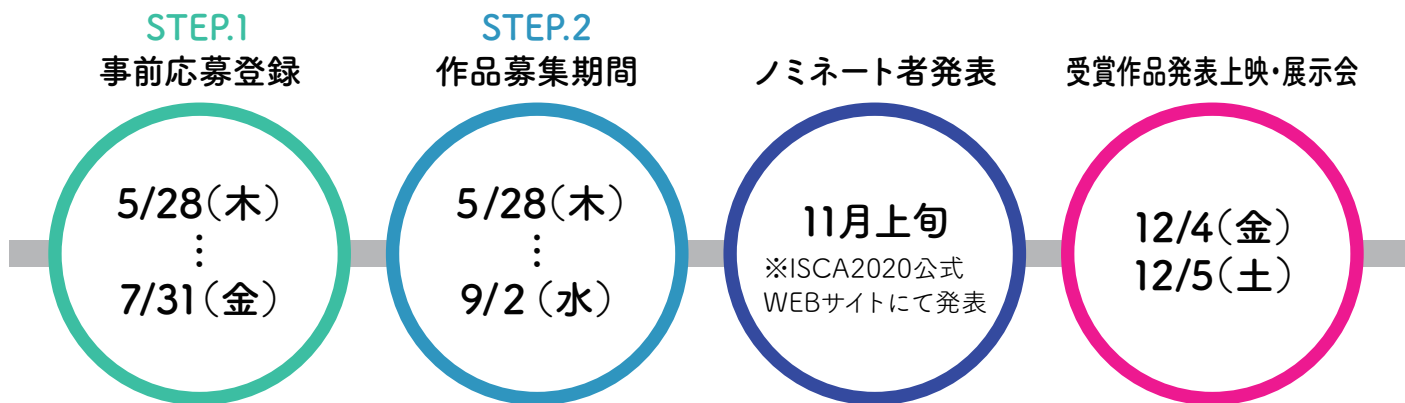 STEP.1
事前応募登録
5/28(木)
⋮
7/31(金)
STEP.2
作品募集期間
5/28(木)
⋮
9/2(水)
ノミネート者発表
11月上旬
※ISCA2020公式
WEBサイトにて発表
受賞作品発表上映・展示会
12/4(金)
12/5(土)